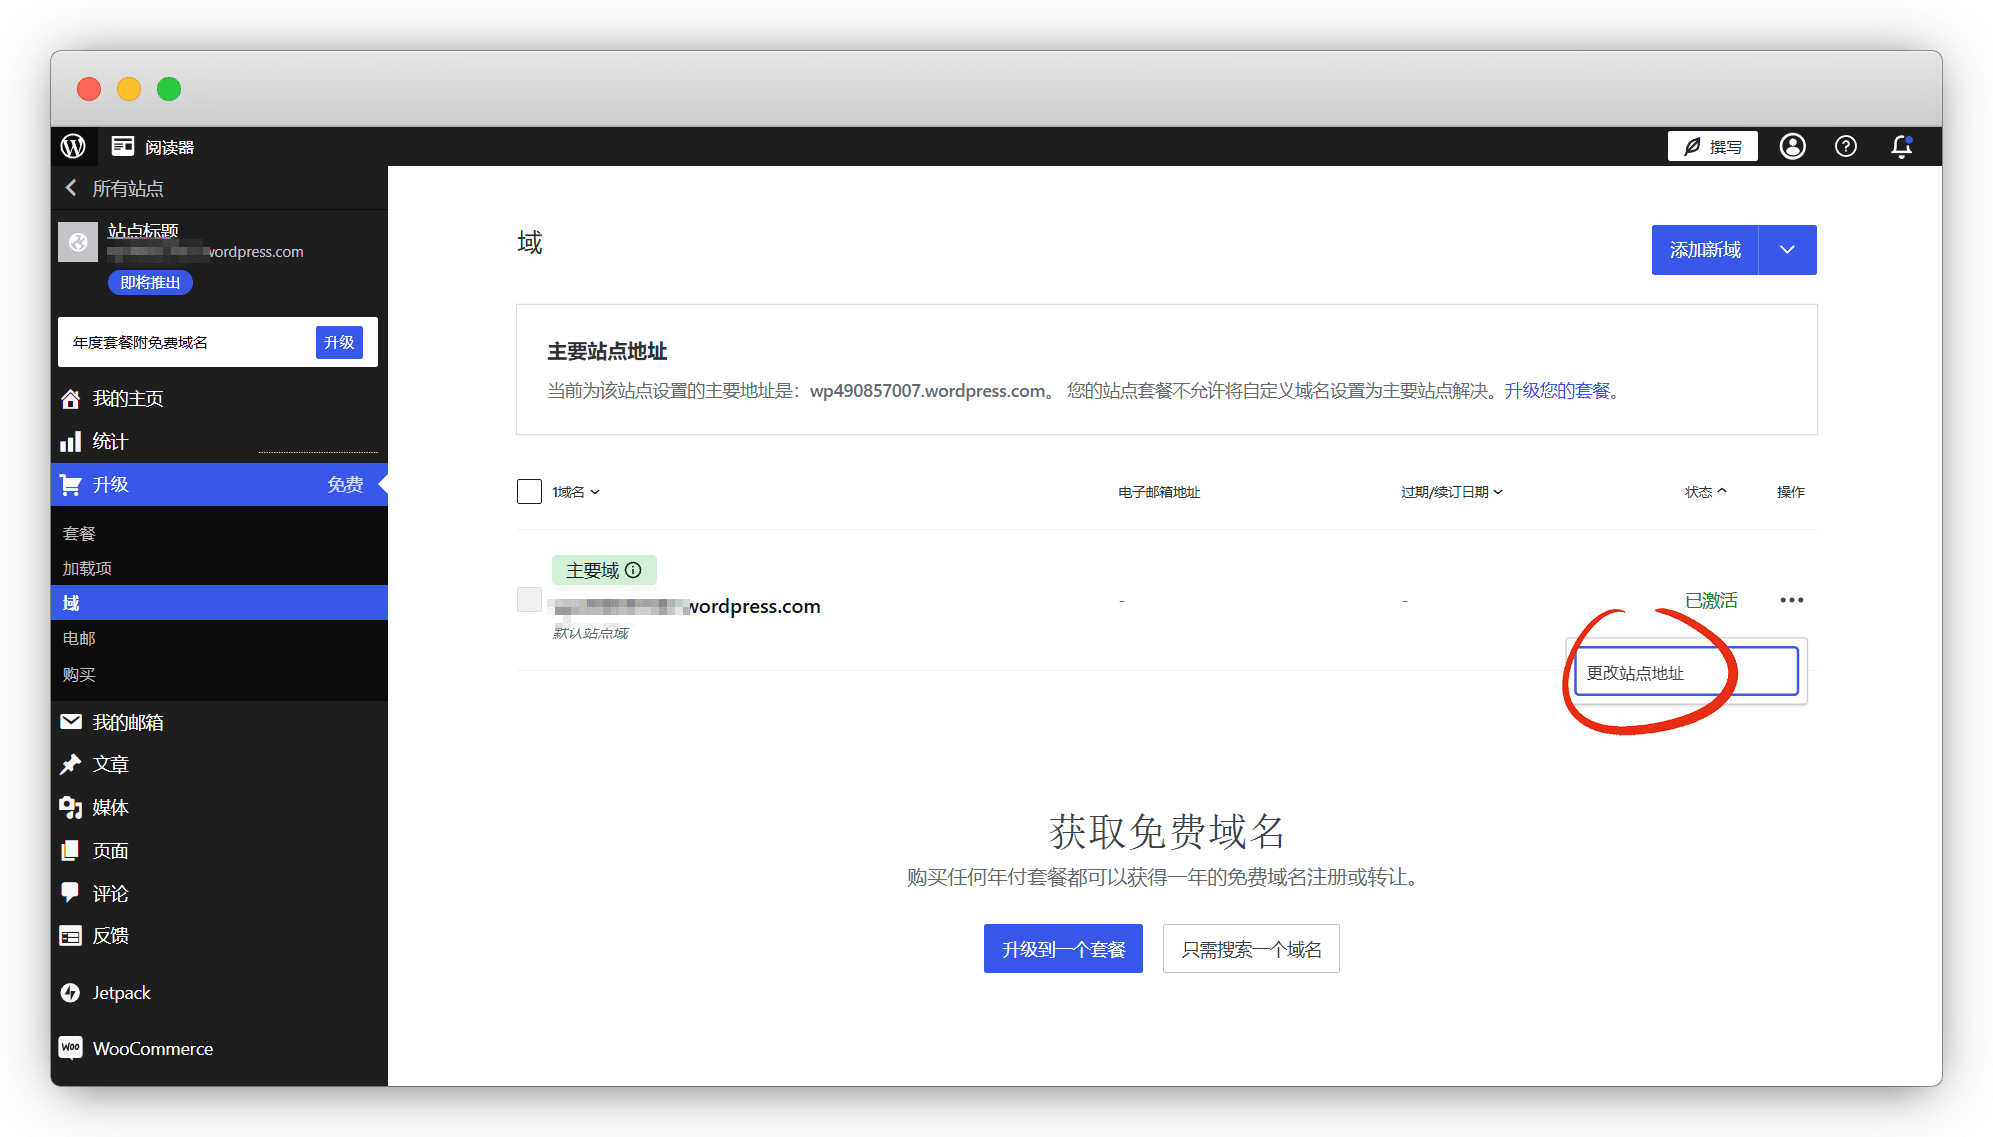 阅读器
撰写
所有站点
站点标题
wordpress.com
即将推出
年度套餐附免费域名 升级
我的主页
统计
升级 免费
套餐
加载项
域
电邮
购买
我的邮箱
文章
媒体
页面
评论
反馈
Jetpack
WooCommerce
域
添加新域
主要站点地址
当前为该站点设置的主要地址是：wp490857007.wordpress.com。 您的站点套餐不允许将自定义域名设置为主要站点解决。升级您的套餐。
1域名 电子邮箱地址 过期/续订日期 状态 操作
主要域
wordpress.com - - 已激活
默认站点域
更改站点地址
获取免费域名
购买任何年付套餐都可以获得一年的免费域名注册或转让。
升级到一个套餐 只需搜索一个域名